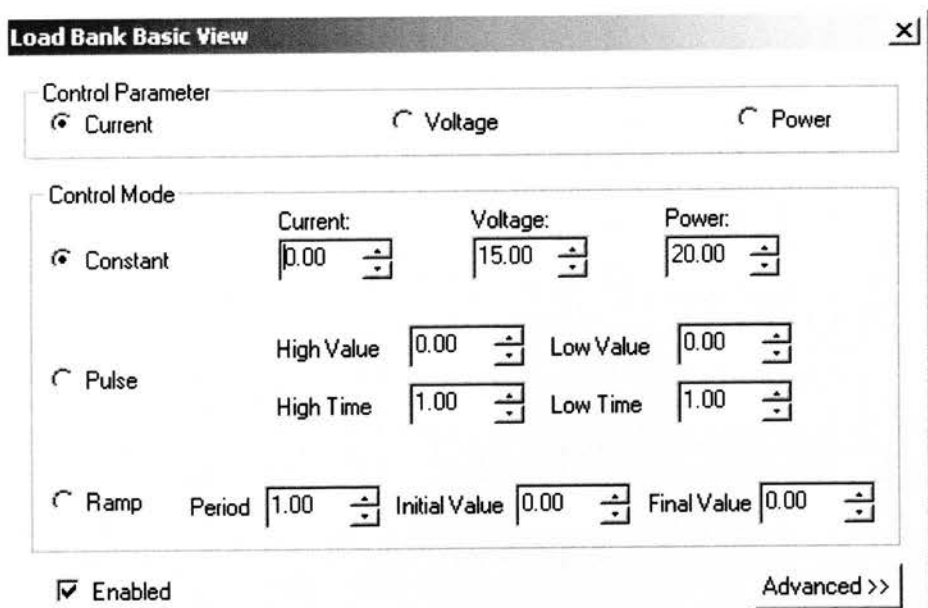 Load Bank Basic View
Control Parameter
Current Voltage Power
Control Mode
Current: Voltage: Power:
Constant 0.00 15.00 20.00
High Value 0.00 Low Value 0.00
Pulse
High Time 1.00 Low Time 1.00
Ramp Period 1.00 Initial Value 0.00 Final Value 0.00
Enabled Advanced >>